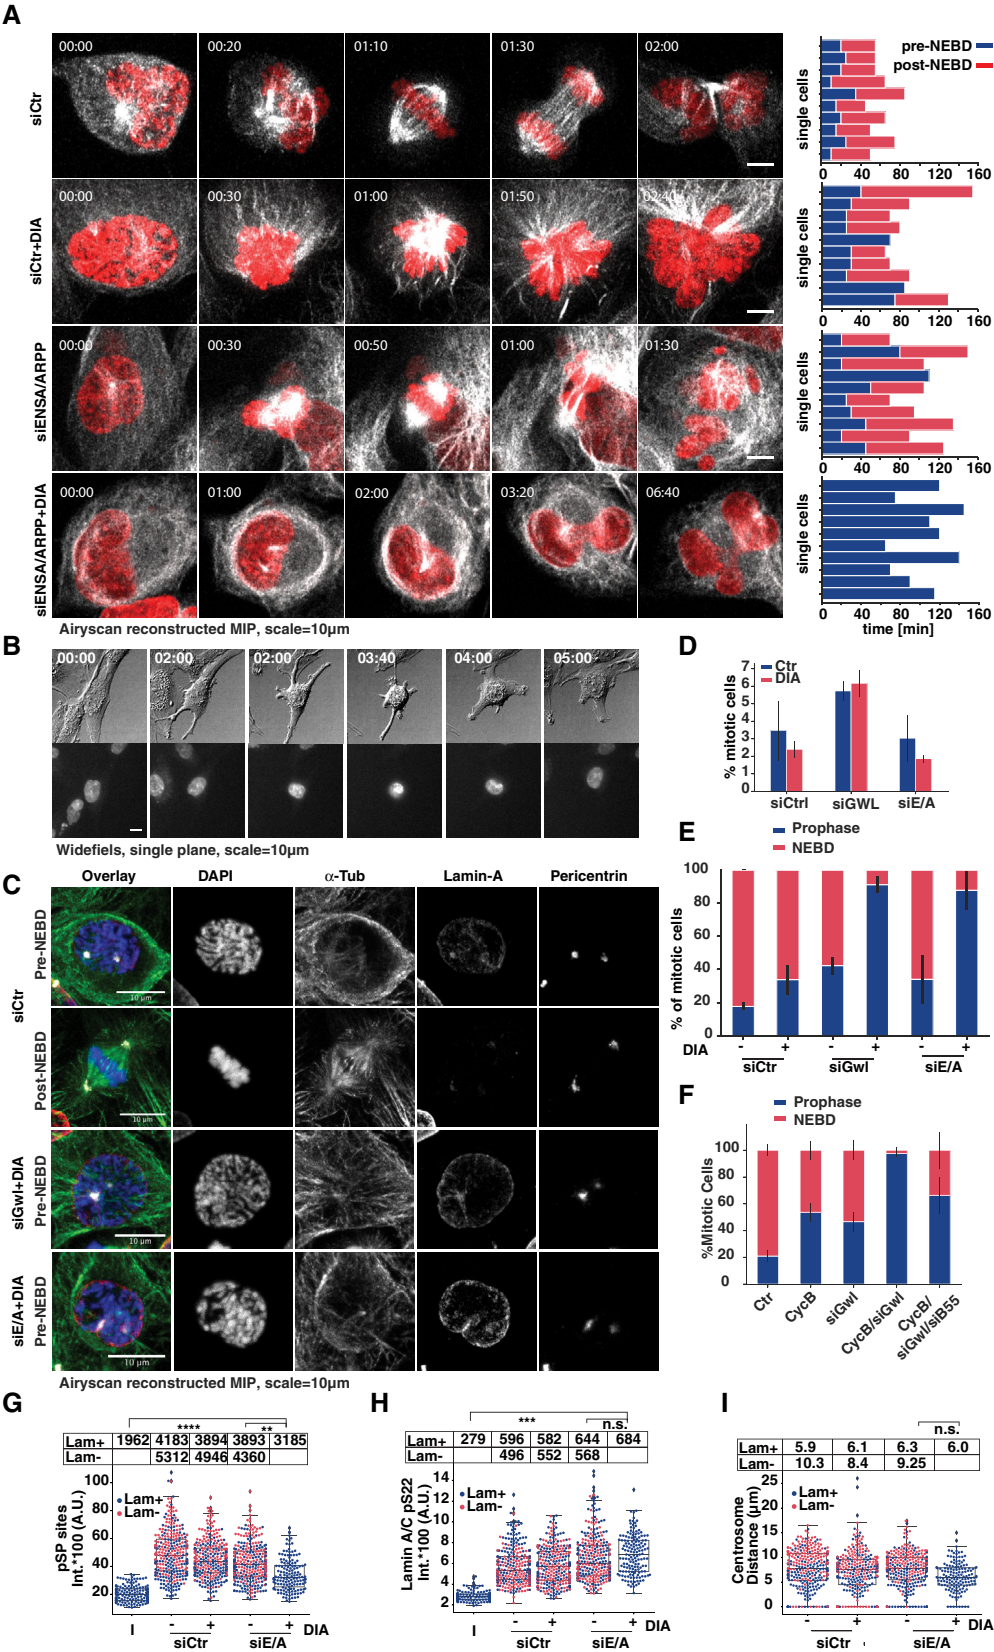 A
00:00 00:20 01:10 01:30 02:00
siCtr
pre-NEBD
post-NEBD
single cells
0 40 80 120 160
00:00 00:30 01:00 01:50 02:40
siCtr+DIA
single cells
0 40 80 120 160
00:00 00:30 00:50 01:00 01:30
siENSA/ARPP
single cells
0 40 80 120 160
00:00 01:00 02:00 03:20 06:40
siENSA/ARPP+DIA
single cells
0 40 80 120 160
time [min]
Airyscan reconstructed MIP, scale=10µm
B
00:00 02:00 02:00 03:40 04:00 05:00
Widefiels, single plane, scale=10µm
C
Overlay DAPI α-Tub Lamin-A Pericentrin
siCtr
Pre-NEBD
10 µm
Post-NEBD
10 µm
siGwl+DIA
Pre-NEBD
10 µm
siE/A+DIA
Pre-NEBD
10 µm
Airyscan reconstructed MIP, scale=10µm
D
Ctr
DIA
% mitotic cells
7
6
5
4
3
2
1
0
siCtrl siGWL siE/A
E
Prophase
NEBD
% of mitotic cells
100
80
60
40
20
0
DIA - + - + - +
siCtr siGwl siE/A
F
Prophase
NEBD
%Mitotic Cells
100
80
60
40
20
0
Ctr
CycB
siGwl
CycB/siGwl
CycB/
siGwl/siB55
G
****
**
Lam+ 1962 4183 3894 3893 3185
Lam- 5312 4946 4360
Lam+
Lam-
pSP sites
Int.*100 (A.U.)
100
80
60
40
20
I - + - + DIA
siCtr siE/A
H
***
n.s.
Lam+ 279 596 582 644 684
Lam- 496 552 568
Lam+
Lam-
Lamin A/C pS22
Int.*100 (A.U.)
14
12
10
8
6
4
2
I - + - + DIA
siCtr siE/A
I
n.s.
Lam+ 5.9 6.1 6.3 6.0
Lam- 10.3 8.4 9.25
Lam+
Lam-
Centrosome
Distance (µm)
25
20
15
10
5
0
- + - + DIA
siCtr siE/A